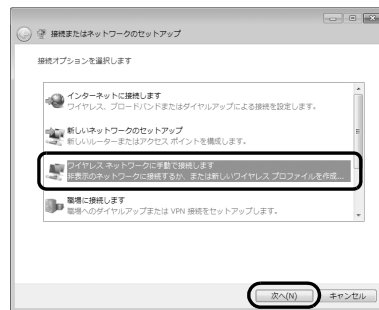 接続またはネットワークのセットアップ
接続オプションを選択します
インターネットに接続します
ワイヤレス、ブロードバンドまたはダイヤルアップによる接続を設定します。
新しいネットワークのセットアップ
新しいルーターまたはアクセス ポイントを構成します。
ワイヤレス ネットワークに手動で接続します
非表示のネットワークに接続するか、または新しいワイヤレス プロファイルを作成...
職場に接続します
職場へのダイヤルアップまたは VPN 接続をセットアップします。
次へ(N)
キャンセル